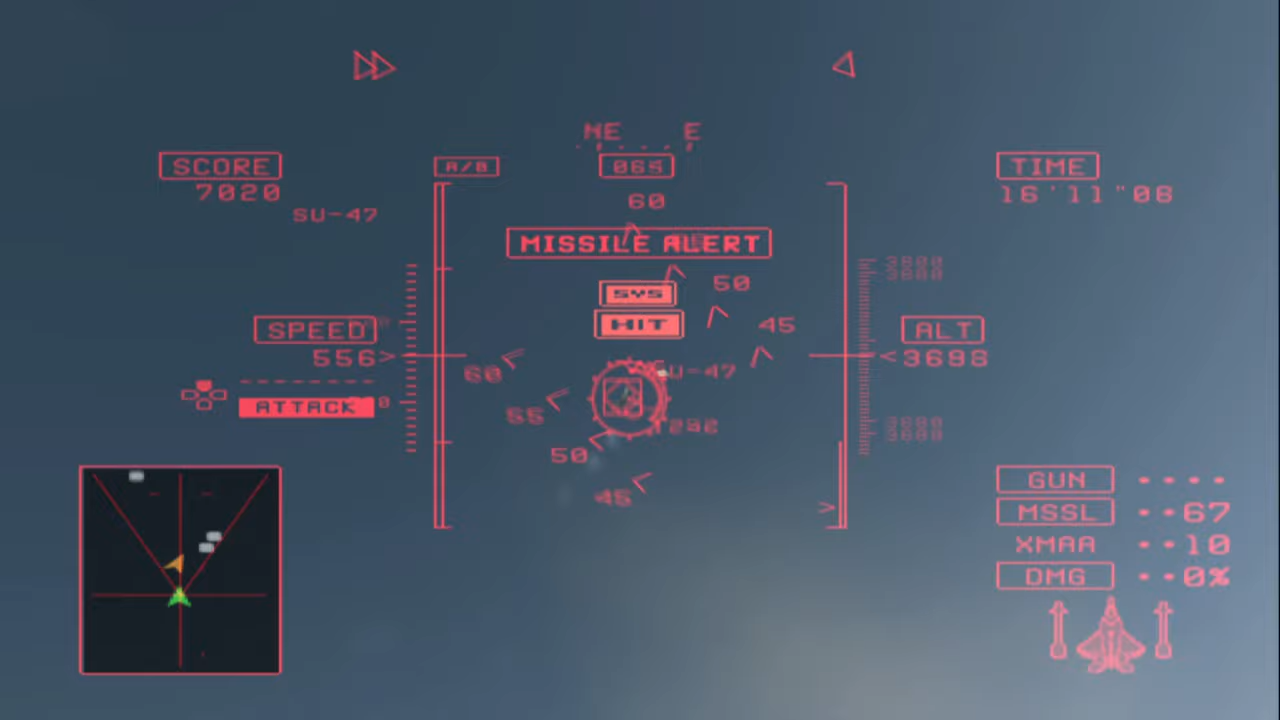 NE E
SCORE
7020
A/B
065
TIME
16'11"08
SU-47
60
MISSILE ALERT
SYS
50
HIT
45
SPEED
556>
ALT
<3698
60
SU-47
ATTACK
55
50
45
>
GUN ····
MSSL ··67
XMAA ··10
DMG ··0%